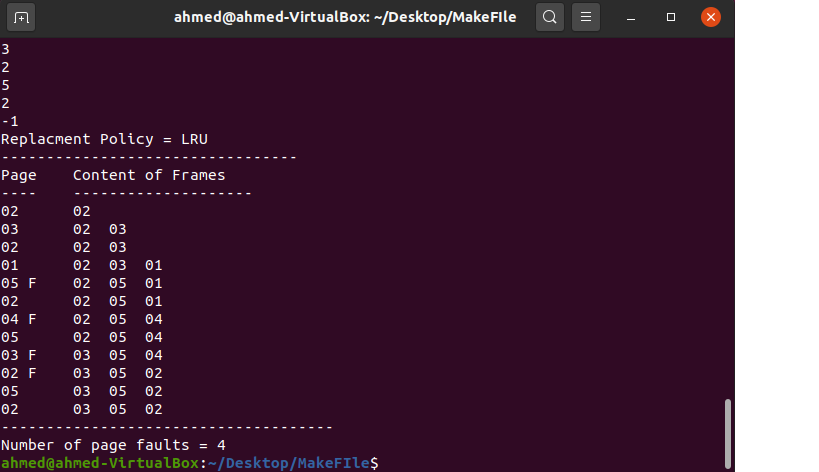 ahmed@ahmed-VirtualBox: ~/Desktop/MakeFIle
3
2
5
2
-1
Replacment Policy = LRU
---------------------------------
Page    Content of Frames
----    --------------------
02      02
03      02  03
02      02  03
01      02  03  01
05 F    02  05  01
02      02  05  01
04 F    02  05  04
05      02  05  04
03 F    03  05  04
02 F    03  05  02
05      03  05  02
02      03  05  02
-------------------------------------
Number of page faults = 4
ahmed@ahmed-VirtualBox:~/Desktop/MakeFIle$